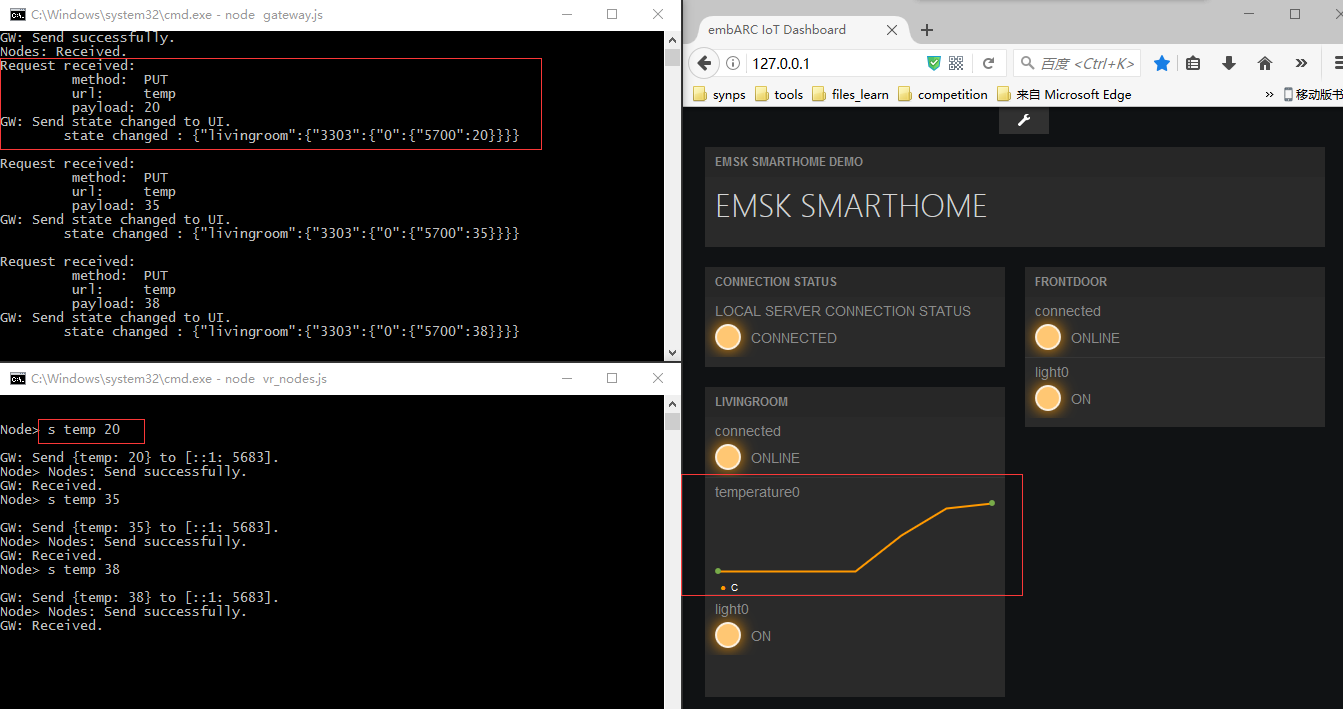 C:\Windows\system32\cmd.exe - node  gateway.js
GW: Send successfully.
Nodes: Received.
Request received:
         method:  PUT
         url:     temp
         payload: 20
GW: Send state changed to UI.
        state changed : {"livingroom":{"3303":{"0":{"5700":20}}}}
Request received:
         method:  PUT
         url:     temp
         payload: 35
GW: Send state changed to UI.
        state changed : {"livingroom":{"3303":{"0":{"5700":35}}}}
Request received:
         method:  PUT
         url:     temp
         payload: 38
GW: Send state changed to UI.
        state changed : {"livingroom":{"3303":{"0":{"5700":38}}}}
C:\Windows\system32\cmd.exe - node  vr_nodes.js
Node> s temp 20
GW: Send {temp: 20} to [::1: 5683].
Node> Nodes: Send successfully.
GW: Received.
Node> s temp 35
GW: Send {temp: 35} to [::1: 5683].
Node> Nodes: Send successfully.
GW: Received.
Node> s temp 38
GW: Send {temp: 38} to [::1: 5683].
Node> Nodes: Send successfully.
GW: Received.
embARC IoT Dashboard
127.0.0.1
百度 <Ctrl+K>
synps tools files_learn competition 来自 Microsoft Edge » 移动版书
EMSK SMARTHOME DEMO
EMSK SMARTHOME
CONNECTION STATUS
LOCAL SERVER CONNECTION STATUS
CONNECTED
FRONTDOOR
connected
ONLINE
light0
ON
LIVINGROOM
connected
ONLINE
temperature0
C
light0
ON